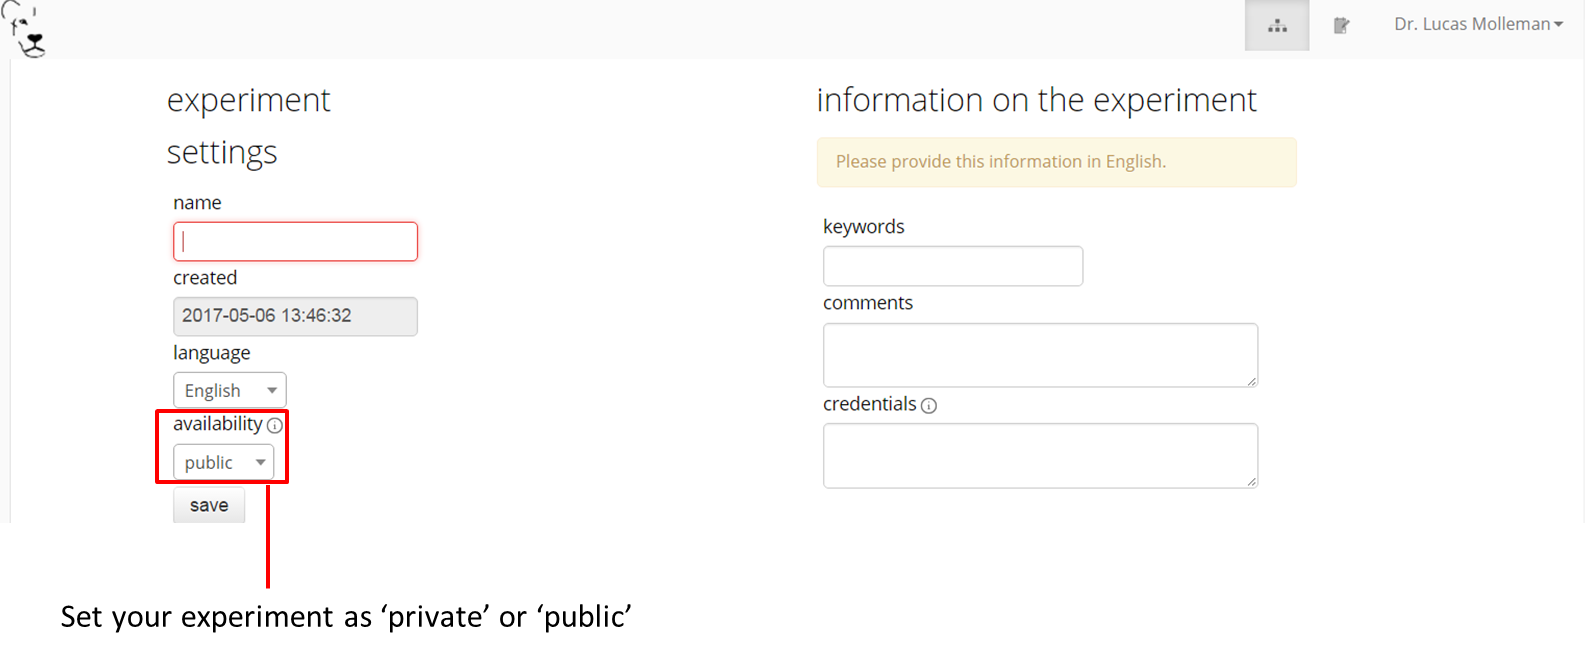 Dr. Lucas Molleman
experiment
settings
name
created
2017-05-06 13:46:32
language
English
availability
public
save
information on the experiment
Please provide this information in English.
keywords
comments
credentials
Set your experiment as ‘private’ or ‘public’